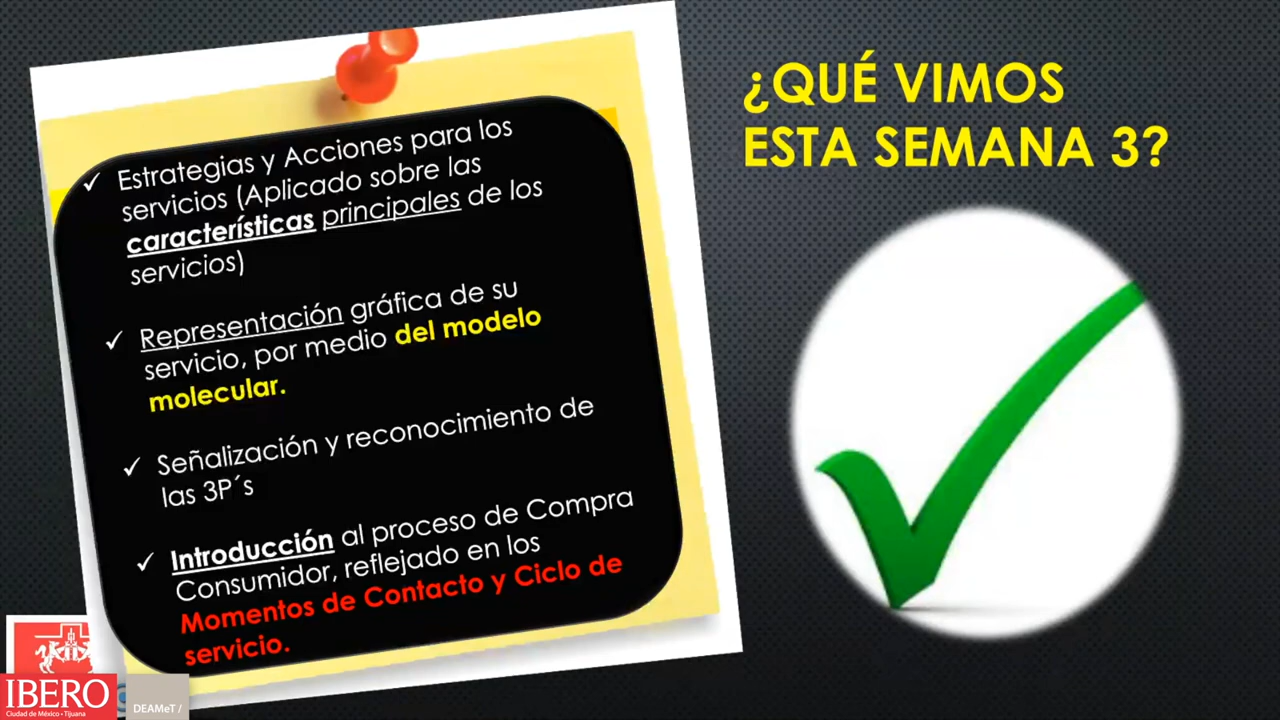 ¿QUÉ VIMOS
ESTA SEMANA 3?
✓ Estrategias y Acciones para los
servicios (Aplicado sobre las
características principales de los
servicios)
✓ Representación gráfica de su
servicio, por medio del modelo
molecular.
✓ Señalización y reconocimiento de
las 3P´s
✓ Introducción al proceso de Compra
Consumidor, reflejado en los
Momentos de Contacto y Ciclo de
servicio.
IBERO
Ciudad de México • Tijuana
DEAMeT /